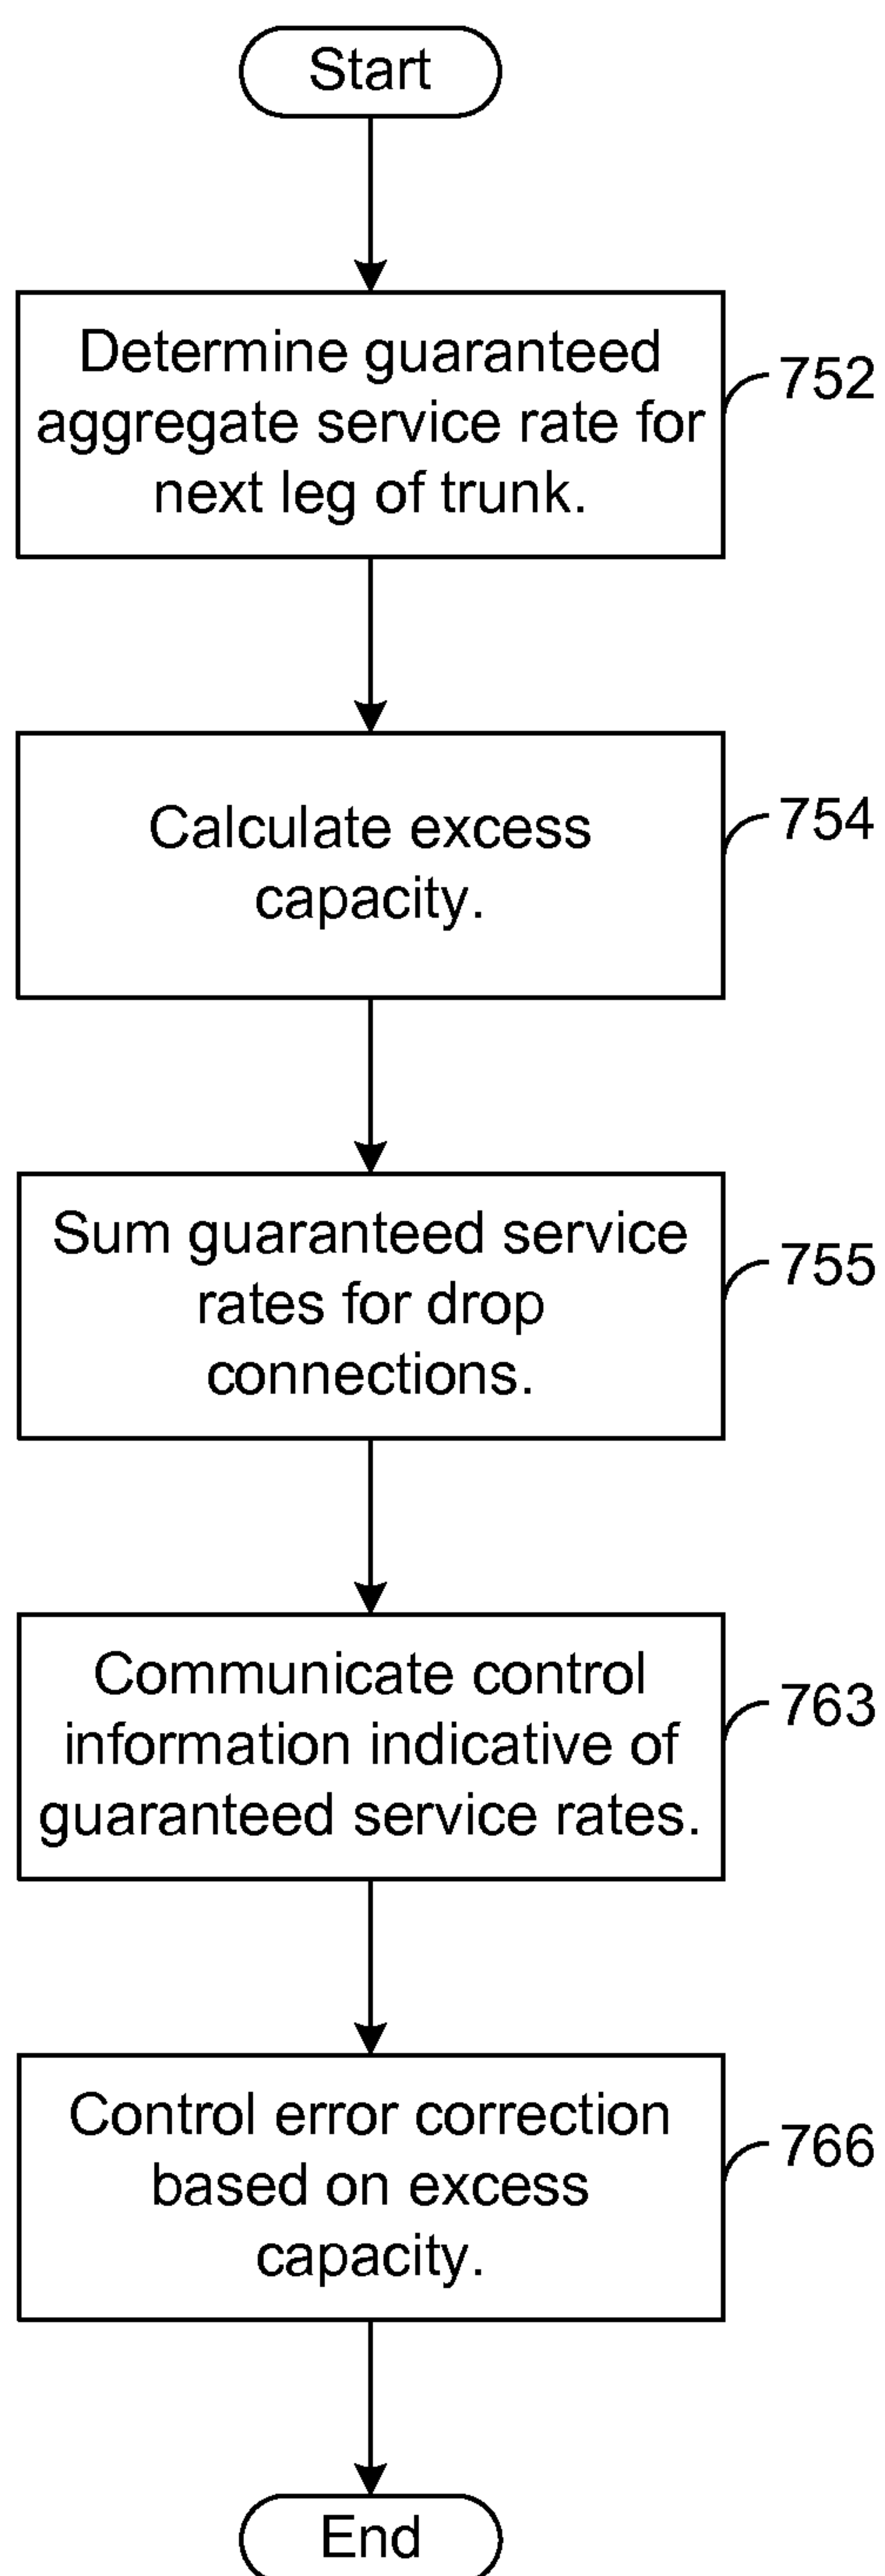 Start
Determine guaranteed
aggregate service rate for
next leg of trunk.
752
Calculate excess
capacity.
754
Sum guaranteed service
rates for drop
connections.
755
Communicate control
information indicative of
guaranteed service rates.
763
Control error correction
based on excess
capacity.
766
End